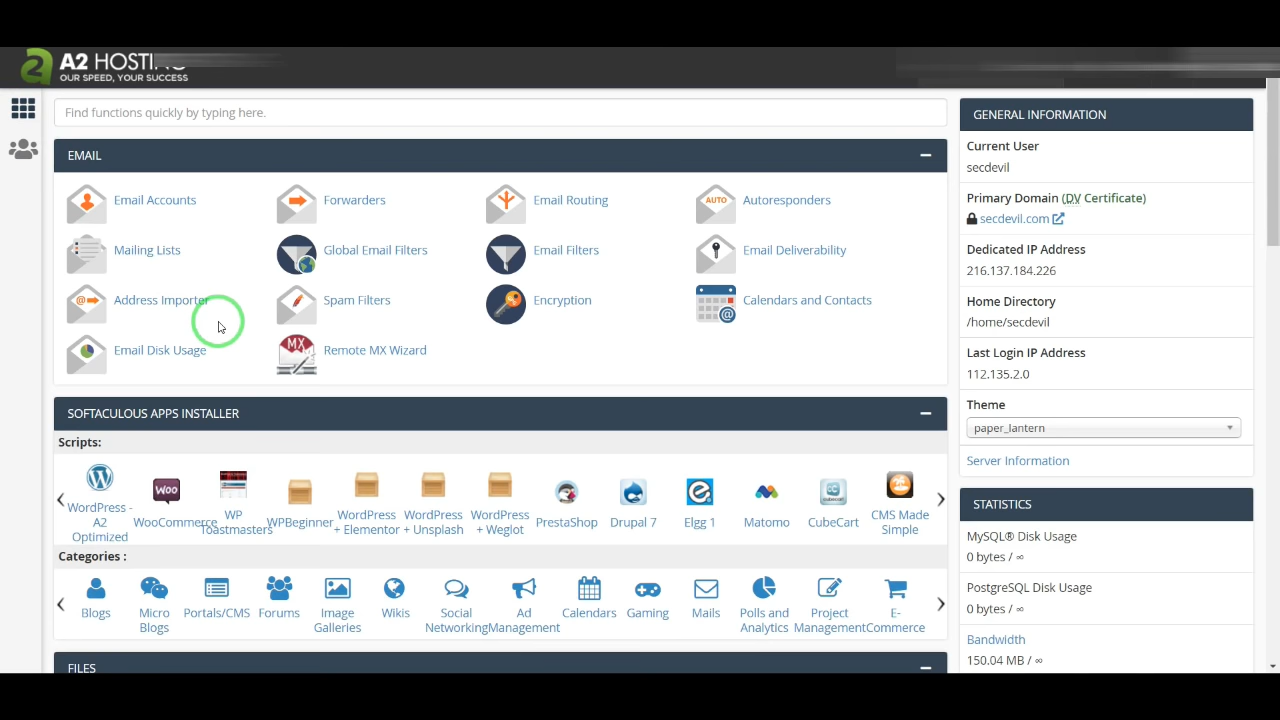 A2 HOSTING
OUR SPEED, YOUR SUCCESS
Find functions quickly by typing here.
EMAIL
Email Accounts
Forwarders
Email Routing
AUTO
Autoresponders
Mailing Lists
Global Email Filters
Email Filters
Email Deliverability
Address Importer
Spam Filters
Encryption
Calendars and Contacts
Email Disk Usage
MX
Remote MX Wizard
SOFTACULOUS APPS INSTALLER
Scripts:
WordPress -
A2
Optimized
Woo
WooCommerce
WP
Toastmasters
WPBeginner
WordPress
+ Elementor
WordPress
+ Unsplash
WordPress
+ Weglot
PrestaShop
Drupal 7
Elgg 1
Matomo
CubeCart
CMS Made
Simple
Categories :
Blogs
Micro
Blogs
Portals/CMS
Forums
Image
Galleries
Wikis
Social
Networking
Ad
Management
Calendars
Gaming
Mails
Polls and
Analytics
Project
Management
E-
Commerce
FILES
GENERAL INFORMATION
Current User
secdevil
Primary Domain (DV Certificate)
secdevil.com
Dedicated IP Address
216.137.184.226
Home Directory
/home/secdevil
Last Login IP Address
112.135.2.0
Theme
paper_lantern
Server Information
STATISTICS
MySQL® Disk Usage
0 bytes / ∞
PostgreSQL Disk Usage
0 bytes / ∞
Bandwidth
150.04 MB / ∞